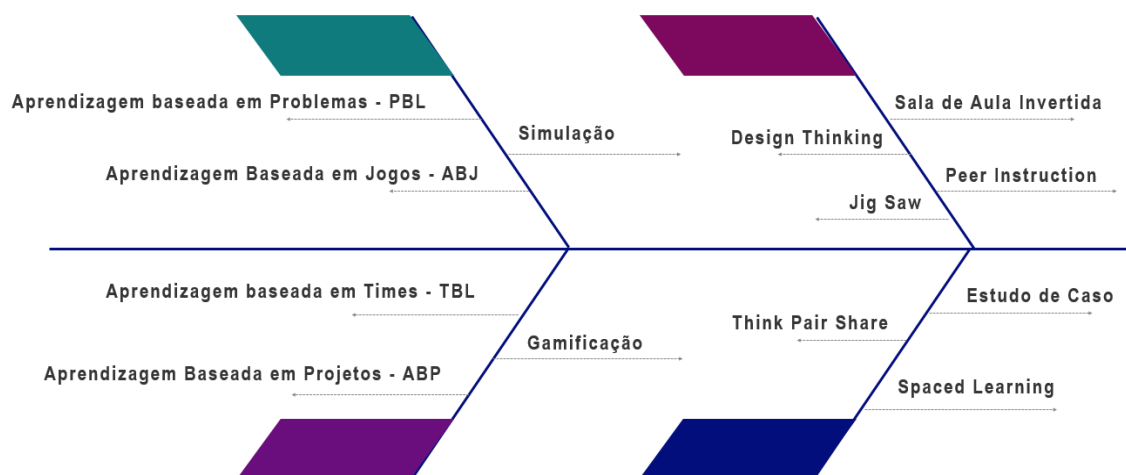 Aprendizagem baseada em Problemas - PBL
Simulação
Aprendizagem Baseada em Jogos - ABJ
Sala de Aula Invertida
Design Thinking
Peer Instruction
Jig Saw
Aprendizagem baseada em Times - TBL
Gamificação
Aprendizagem Baseada em Projetos - ABP
Estudo de Caso
Think Pair Share
Spaced Learning